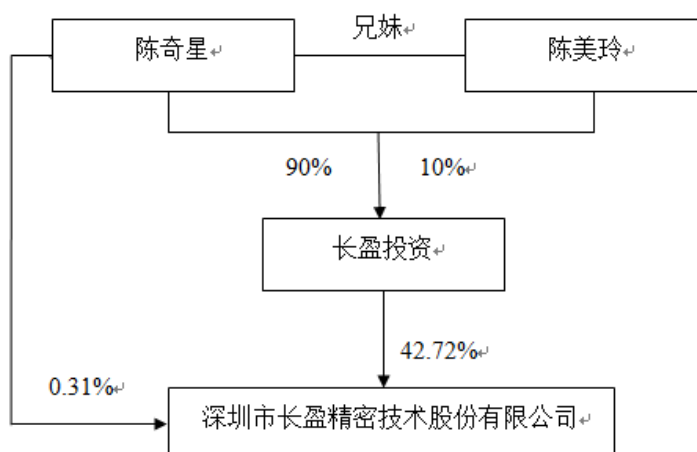 兄妹
陈奇星
陈美玲
90%
10%
长盈投资
42.72%
0.31%
深圳市长盈精密技术股份有限公司